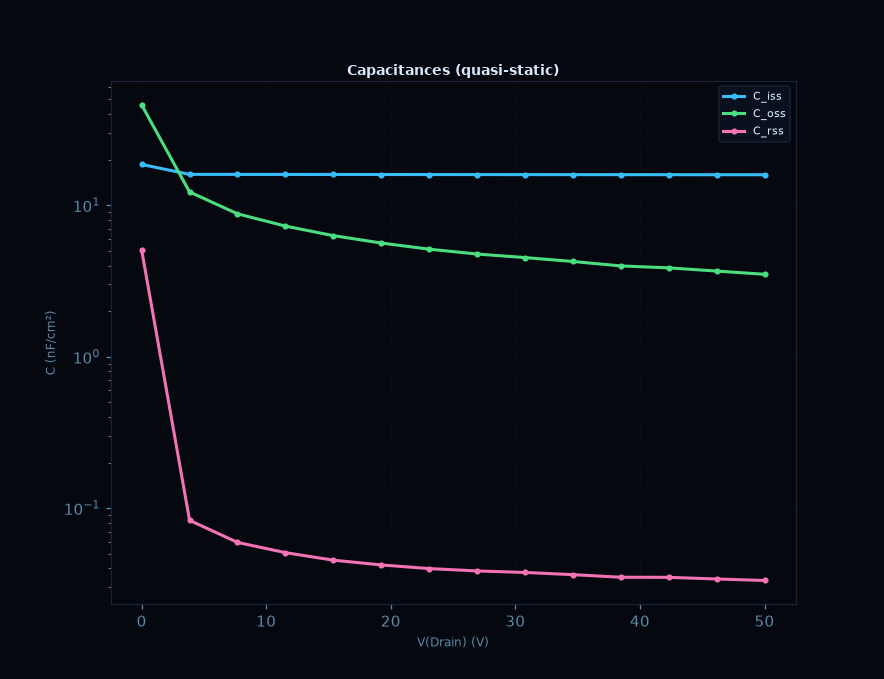 Capacitances (quasi-static)
C_iss
C_oss
C_rss
10¹
10⁰
10⁻¹
C (nF/cm²)
0 10 20 30 40 50
V(Drain) (V)